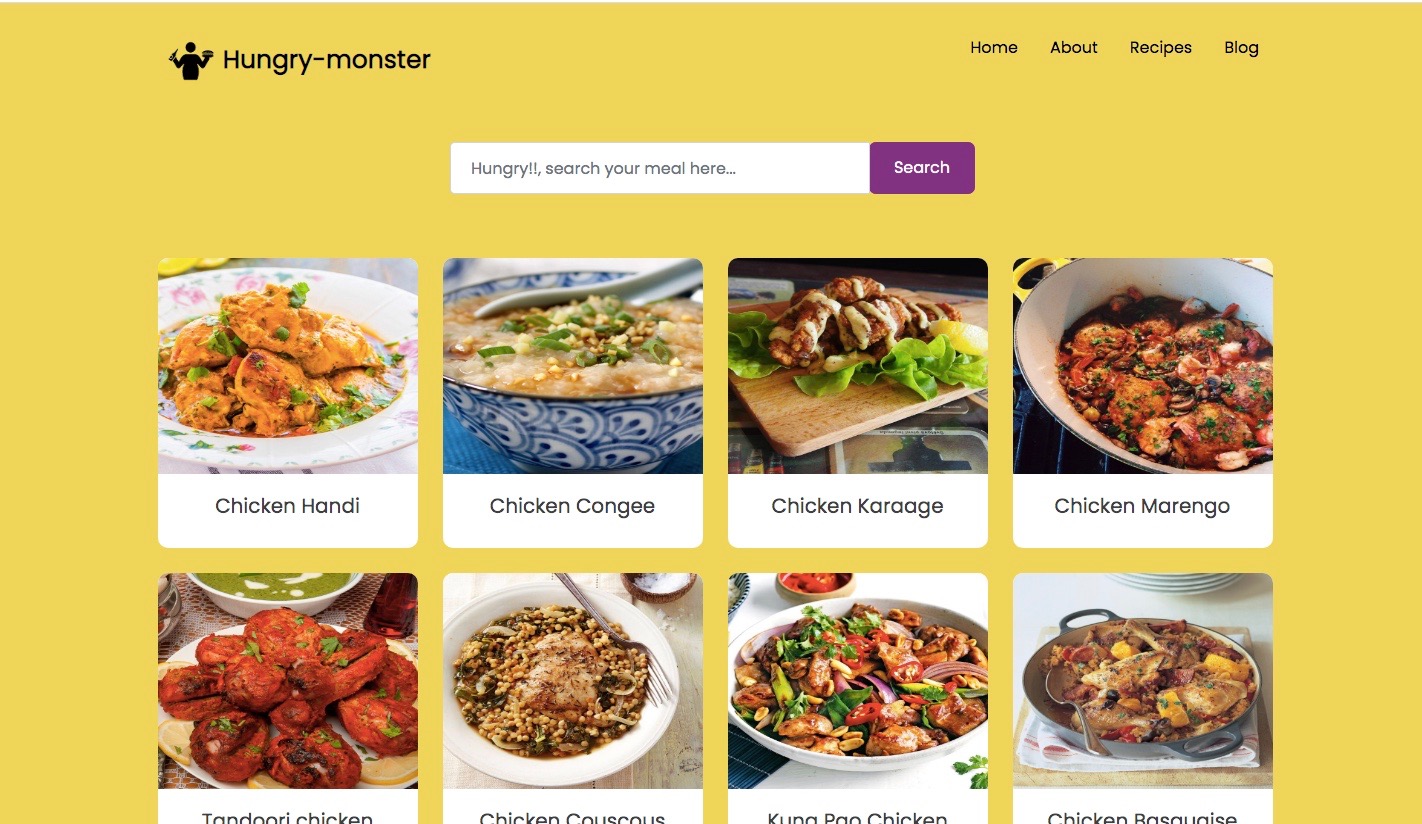 Hungry-monster
Home About Recipes Blog
Hungry!!, search your meal here...
Search
Chicken Handi
Chicken Congee
Chicken Karaage
Chicken Marengo
Tandoori chicken
Chicken Couscous
Kung Pao Chicken
Chicken Basquaise